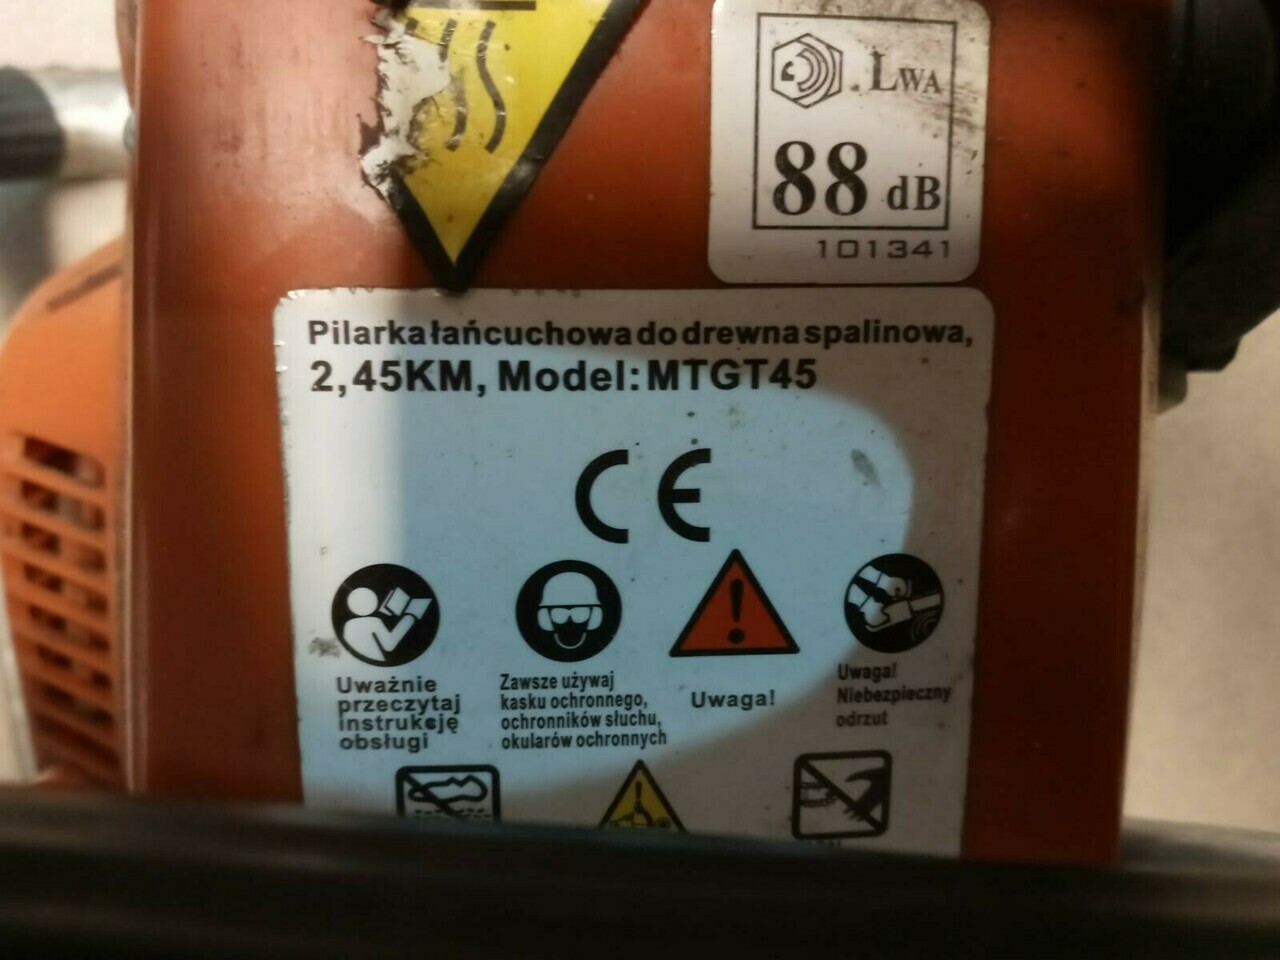 LWA
88 dB
101341
Pilarka łańcuchowa do drewna spalinowa,
2,45KM, Model: MTGT45
CE
Uważnie
przeczytaj
instrukcję
obsługi
Zawsze używaj
kasku ochronnego,
ochronników słuchu,
okularów ochronnych
Uwaga!
Uwaga!
Niebezpieczny
odrzut